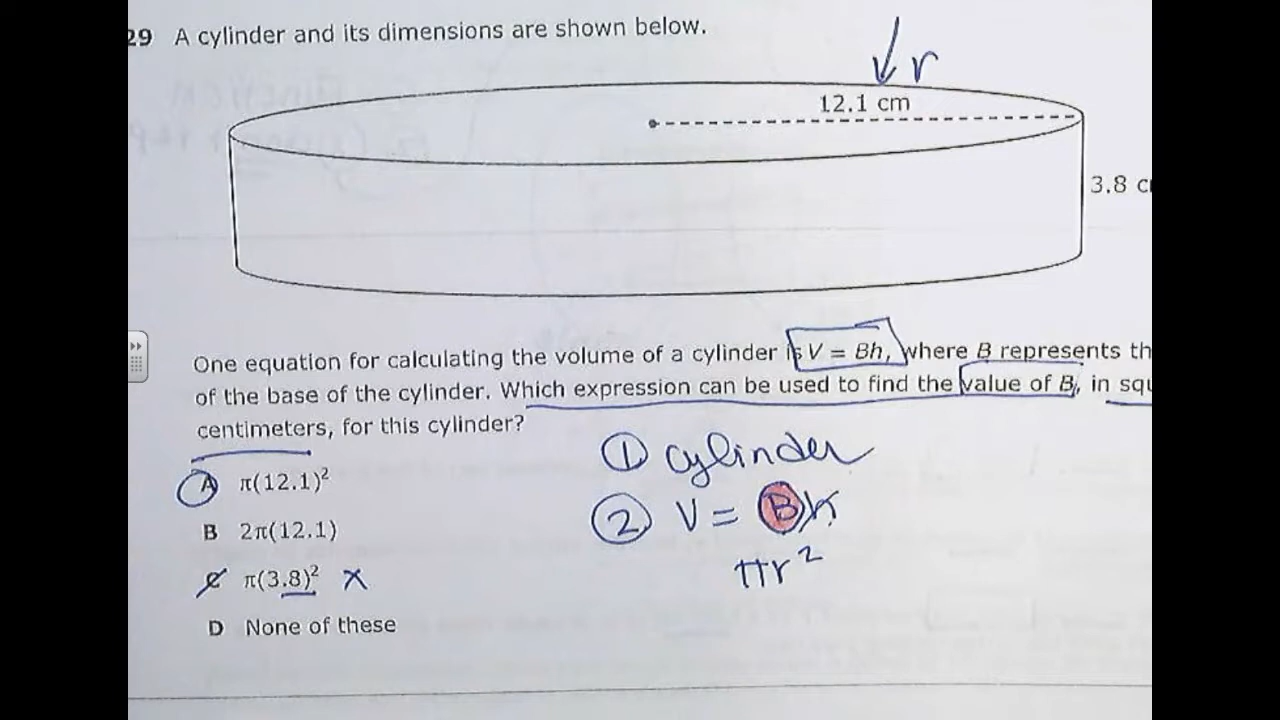 29 A cylinder and its dimensions are shown below.
r
12.1 cm
3.8 c
One equation for calculating the volume of a cylinder is V = Bh, where B represents th
of the base of the cylinder. Which expression can be used to find the value of B, in squ
centimeters, for this cylinder?
① cylinder
A π(12.1)²
② V = Bh
B 2π(12.1)
πr²
C π(3.8)² X
D None of these